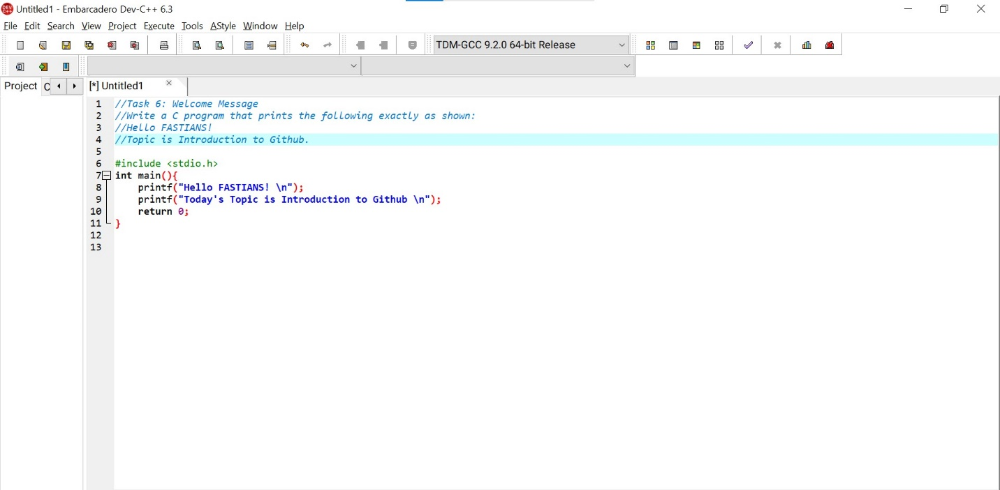 Untitled1 - Embarcadero Dev-C++ 6.3
File Edit Search View Project Execute Tools AStyle Window Help
TDM-GCC 9.2.0 64-bit Release
Project C [*] Untitled1
1 //Task 6: Welcome Message
2 //Write a C program that prints the following exactly as shown:
3 //Hello FASTIANS!
4 //Topic is Introduction to Github.
5
6 #include <stdio.h>
7 int main(){
8 printf("Hello FASTIANS! \n");
9 printf("Today's Topic is Introduction to Github \n");
10 return 0;
11 }
12
13